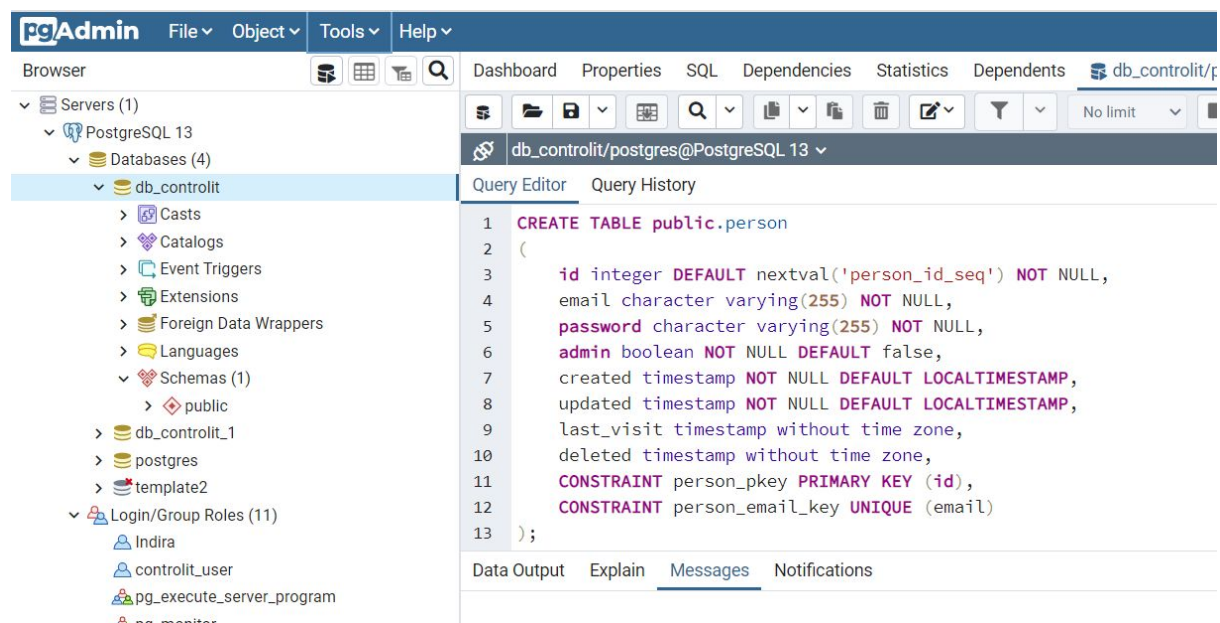 pgAdmin File Object Tools Help
Browser
Servers (1)
PostgreSQL 13
Databases (4)
db_controlit
Casts
Catalogs
Event Triggers
Extensions
Foreign Data Wrappers
Languages
Schemas (1)
public
db_controlit_1
postgres
template2
Login/Group Roles (11)
Indira
controlit_user
pg_execute_server_program
pg_monitor
Dashboard Properties SQL Dependencies Statistics Dependents db_controlit/p
No limit
db_controlit/postgres@PostgreSQL 13
Query Editor Query History
1 CREATE TABLE public.person
2 (
3 id integer DEFAULT nextval('person_id_seq') NOT NULL,
4 email character varying(255) NOT NULL,
5 password character varying(255) NOT NULL,
6 admin boolean NOT NULL DEFAULT false,
7 created timestamp NOT NULL DEFAULT LOCALTIMESTAMP,
8 updated timestamp NOT NULL DEFAULT LOCALTIMESTAMP,
9 last_visit timestamp without time zone,
10 deleted timestamp without time zone,
11 CONSTRAINT person_pkey PRIMARY KEY (id),
12 CONSTRAINT person_email_key UNIQUE (email)
13 );
Data Output Explain Messages Notifications